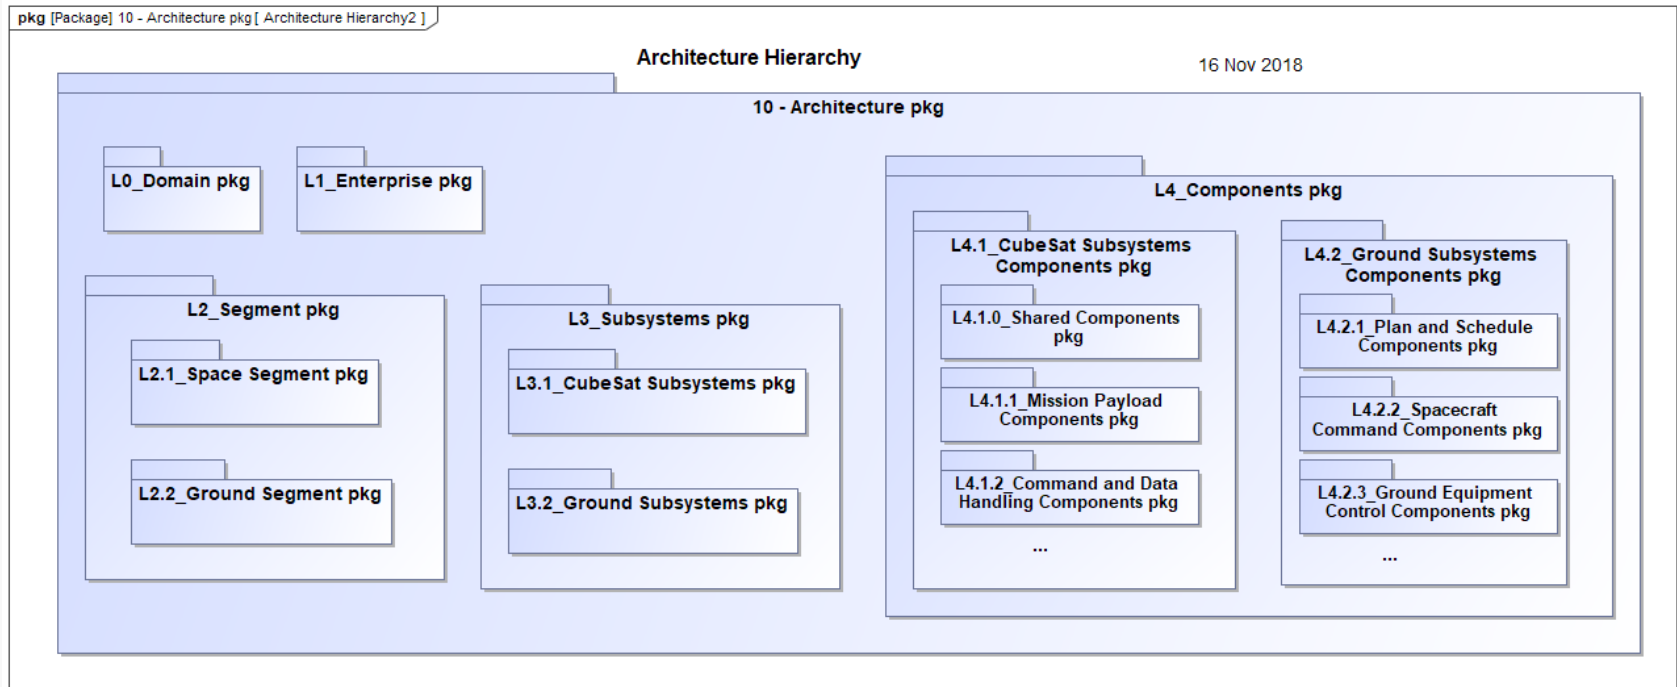 pkg [Package] 10 - Architecture pkg [ Architecture Hierarchy2 ]
Architecture Hierarchy
16 Nov 2018
10 - Architecture pkg
L0_Domain pkg
L1_Enterprise pkg
L2_Segment pkg
L2.1_Space Segment pkg
L2.2_Ground Segment pkg
L3_Subsystems pkg
L3.1_CubeSat Subsystems pkg
L3.2_Ground Subsystems pkg
L4_Components pkg
L4.1_CubeSat Subsystems
Components pkg
L4.1.0_Shared Components
pkg
L4.1.1_Mission Payload
Components pkg
L4.1.2_Command and Data
Handling Components pkg
...
L4.2_Ground Subsystems
Components pkg
L4.2.1_Plan and Schedule
Components pkg
L4.2.2_Spacecraft
Command Components pkg
L4.2.3_Ground Equipment
Control Components pkg
...